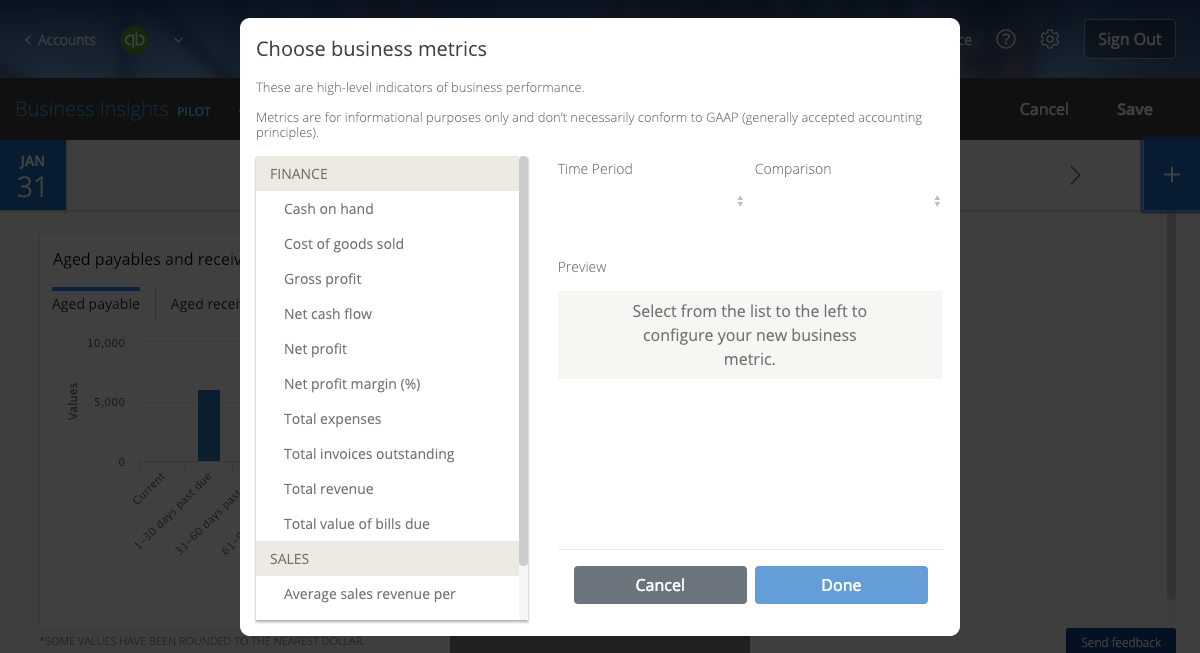 Accounts
qb
Sign Out
Business Insights PILOT
Cancel
Save
JAN
31
+
Choose business metrics
These are high-level indicators of business performance.
Metrics are for informational purposes only and don't necessarily conform to GAAP (generally accepted accounting
principles).
FINANCE
Cash on hand
Cost of goods sold
Gross profit
Net cash flow
Net profit
Net profit margin (%)
Total expenses
Total invoices outstanding
Total revenue
Total value of bills due
SALES
Average sales revenue per
Time Period
Comparison
Preview
Select from the list to the left to
configure your new business
metric.
Cancel
Done
Aged payables and
Aged payable
Aged
10,000
5,000
0
Values
Current
1-30 days past due
31-60 days past
*SOME VALUES HAVE BEEN ROUNDED TO THE NEAREST DOLLAR
Send feedback